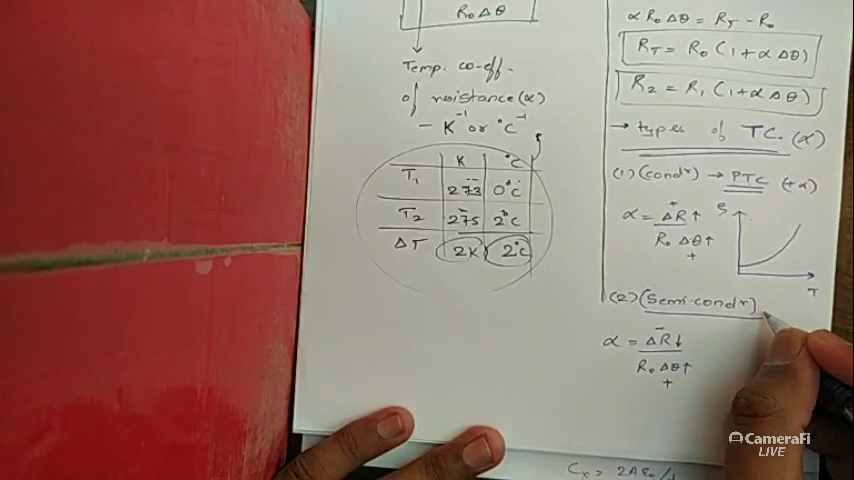 R₀ Δθ
Temp. co-eff.
of resistance (α)
- K⁻¹ or °C⁻¹
K °C
T₁ 273 0°C
T₂ 275 2°C
ΔT 2K 2°C
α R₀ Δθ = R_T - R₀
R_T = R₀ (1 + α Δθ)
R₂ = R₁ (1 + α Δθ)
→ types of TC. (α)
(1) (condr) → PTC (+α)
α = ΔR↑ / R₀ Δθ↑
+
+
ρ
T
(2) (Semi-condr)
α = ΔR↓ / R₀ Δθ↑
-
+
CameraFi
LIVE